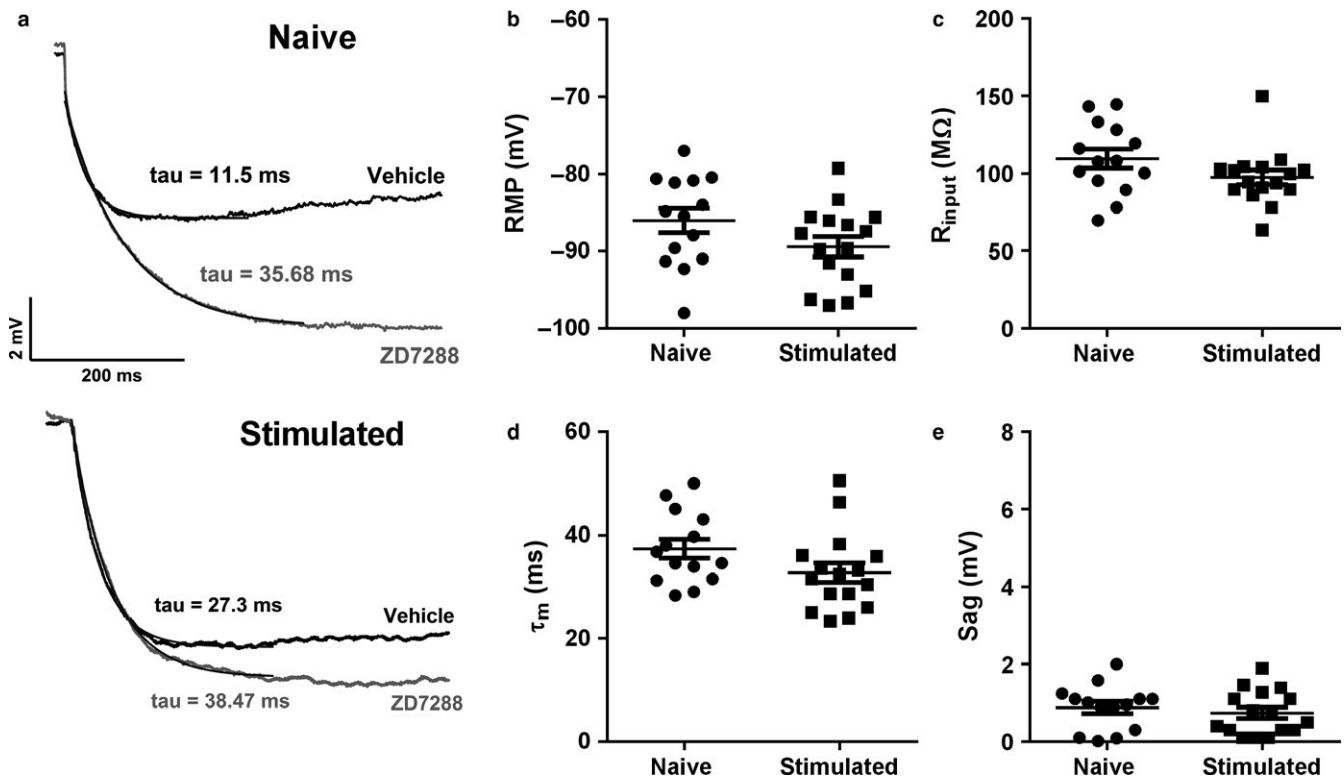 a
Naive
tau = 11.5 ms
Vehicle
tau = 35.68 ms
2 mV
200 ms
ZD7288
Stimulated
tau = 27.3 ms
Vehicle
tau = 38.47 ms
ZD7288
b
RMP (mV)
–60
–70
–80
–90
–100
Naive
Stimulated
c
Rinput (MΩ)
200
150
100
50
0
Naive
Stimulated
d
τm (ms)
60
40
20
0
Naive
Stimulated
e
Sag (mV)
8
6
4
2
0
Naive
Stimulated